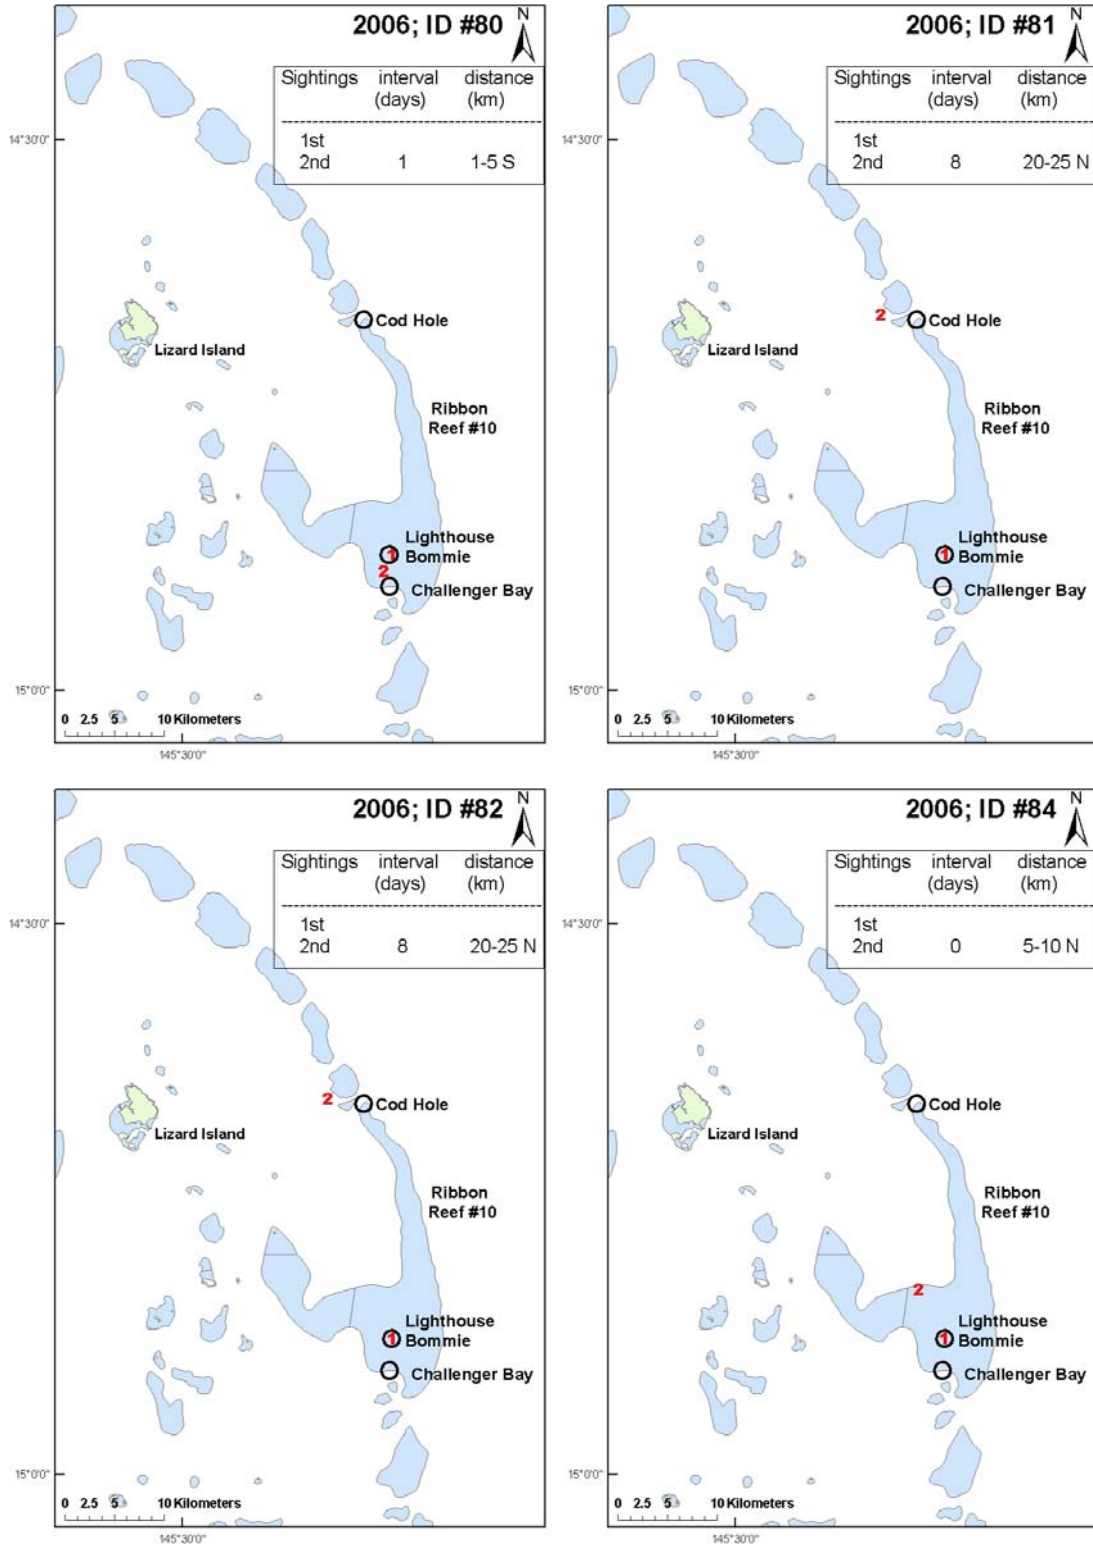 N
2006; ID #80
Sightings interval distance
(days) (km)
1st
2nd 1 1-5 S
14°30'0"
Cod Hole
Lizard Island
Ribbon
Reef #10
1
Lighthouse
Bommie
2
Challenger Bay
15°0'0"
0 2.5 5 10 Kilometers
145°30'0"
N
2006; ID #81
Sightings interval distance
(days) (km)
1st
2nd 8 20-25 N
14°30'0"
2
Cod Hole
Lizard Island
Ribbon
Reef #10
1
Lighthouse
Bommie
Challenger Bay
15°0'0"
0 2.5 5 10 Kilometers
145°30'0"
N
2006; ID #82
Sightings interval distance
(days) (km)
1st
2nd 8 20-25 N
14°30'0"
2
Cod Hole
Lizard Island
Ribbon
Reef #10
1
Lighthouse
Bommie
Challenger Bay
15°0'0"
0 2.5 5 10 Kilometers
145°30'0"
N
2006; ID #84
Sightings interval distance
(days) (km)
1st
2nd 0 5-10 N
14°30'0"
Cod Hole
Lizard Island
Ribbon
Reef #10
2
1
Lighthouse
Bommie
Challenger Bay
15°0'0"
0 2.5 5 10 Kilometers
145°30'0"